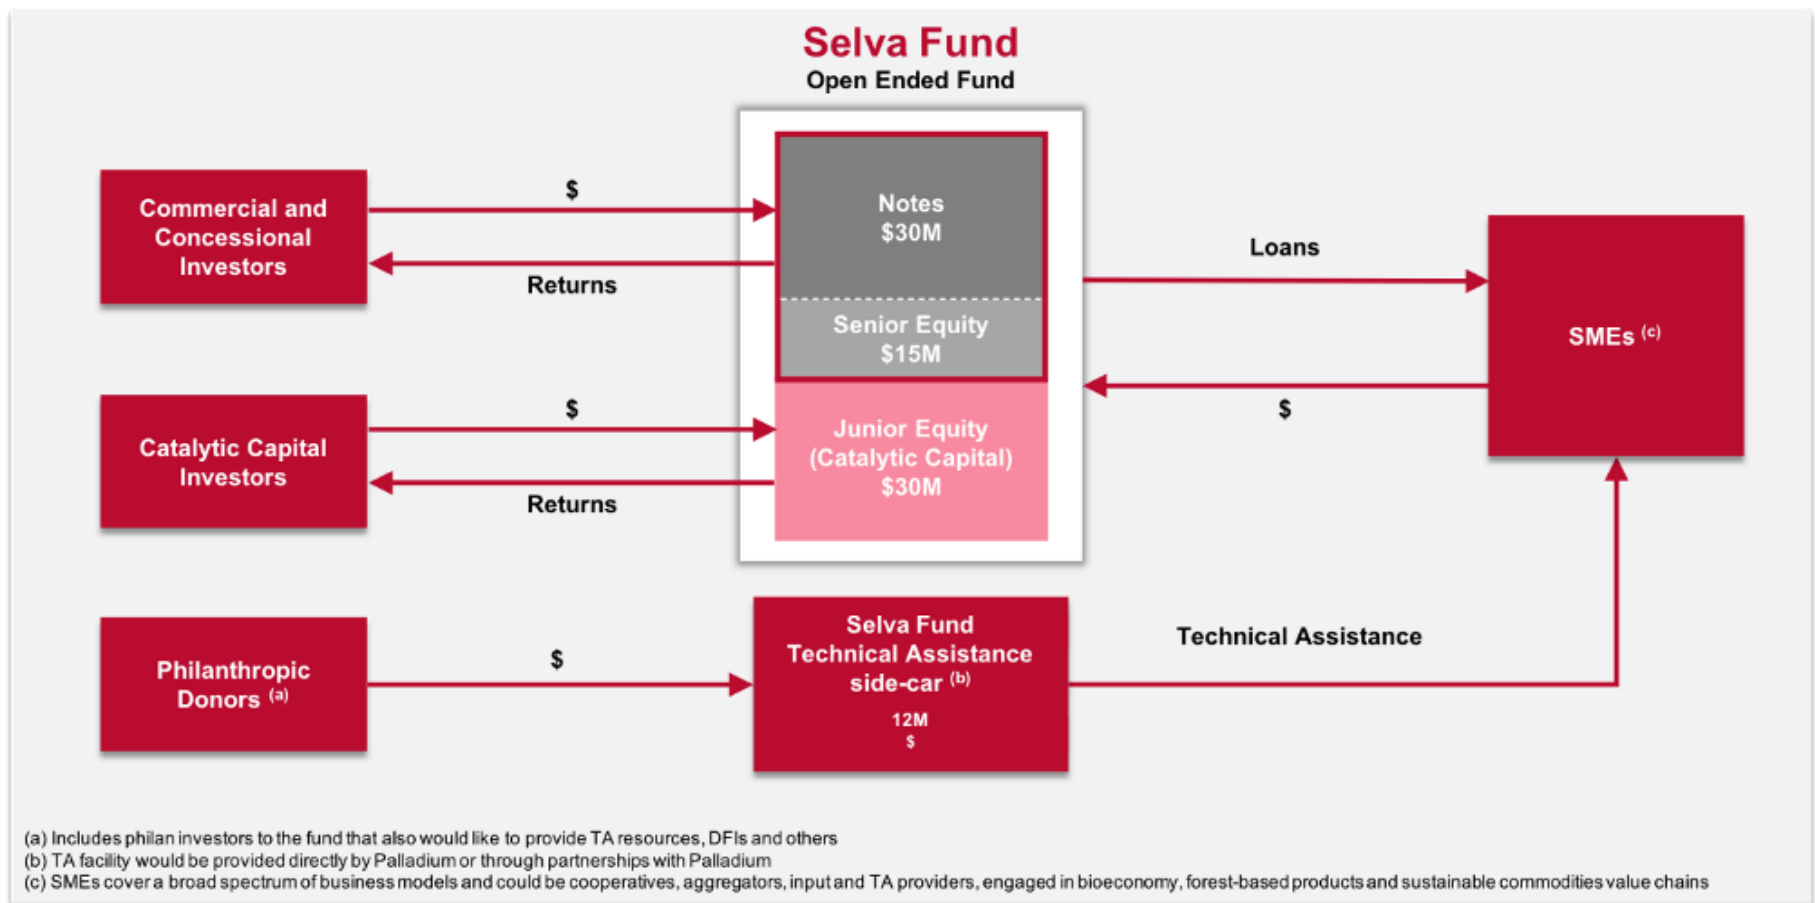 Selva Fund
Open Ended Fund
Commercial and
Concessional
Investors
$
Returns
Notes
$30M
Senior Equity
$15M
Loans
SMEs (c)
$
Catalytic Capital
Investors
$
Returns
Junior Equity
(Catalytic Capital)
$30M
Philanthropic
Donors (a)
$
Selva Fund
Technical Assistance
side-car (b)
12M
$
Technical Assistance
(a) Includes philan investors to the fund that also would like to provide TA resources, DFIs and others
(b) TA facility would be provided directly by Palladium or through partnerships with Palladium
(c) SMEs cover a broad spectrum of business models and could be cooperatives, aggregators, input and TA providers, engaged in bioeconomy, forest-based products and sustainable commodities value chains